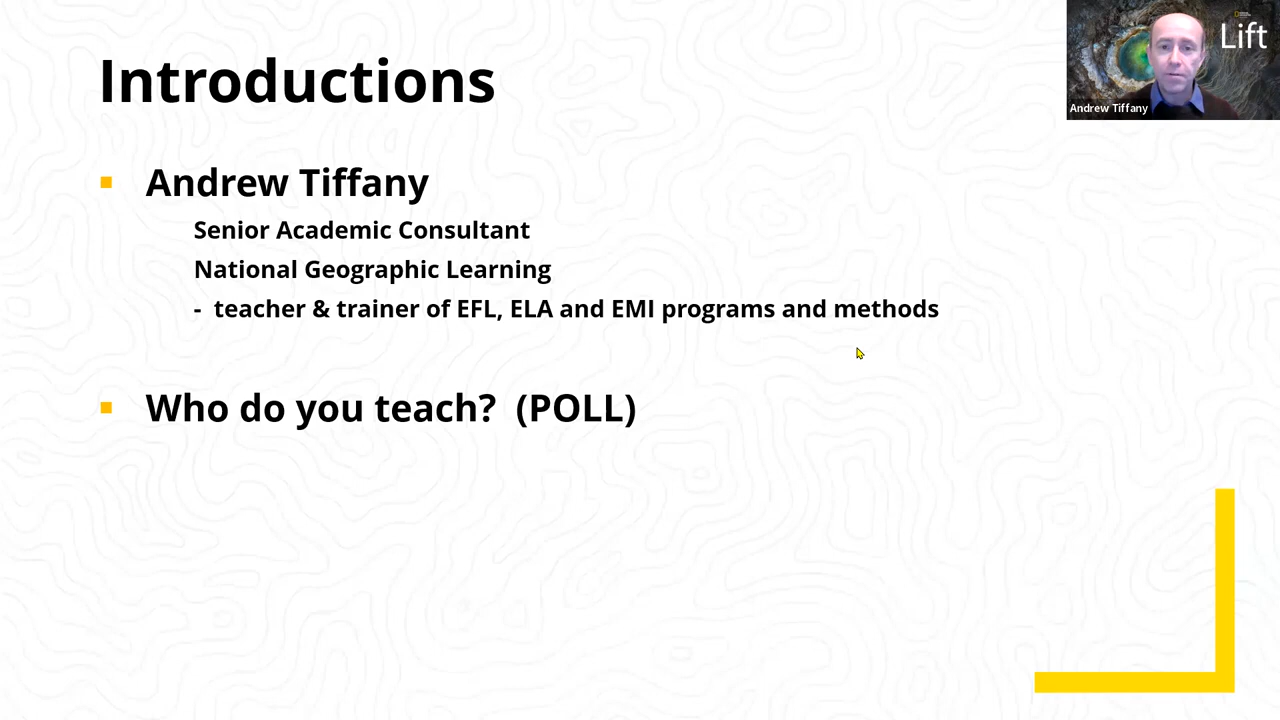 Introductions
Andrew Tiffany
Senior Academic Consultant
National Geographic Learning
- teacher & trainer of EFL, ELA and EMI programs and methods
Who do you teach? (POLL)
Lift
Andrew Tiffany